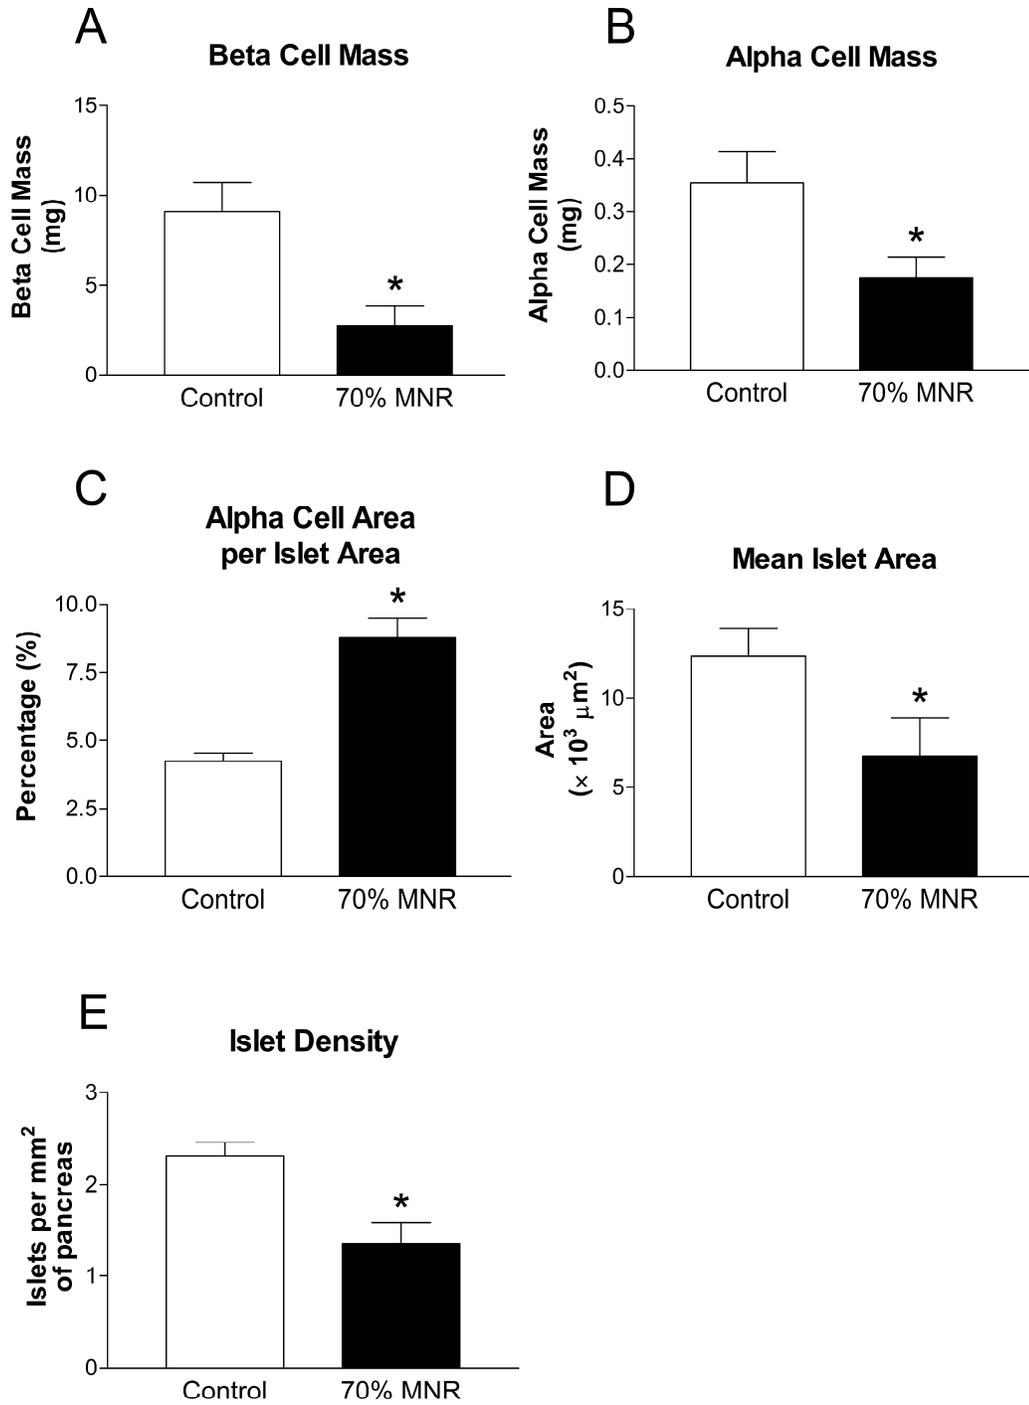 A
Beta Cell Mass
Beta Cell Mass
(mg)
15
10
5
0
*
Control
70% MNR
B
Alpha Cell Mass
Alpha Cell Mass
(mg)
0.5
0.4
0.3
0.2
0.1
0.0
*
Control
70% MNR
C
Alpha Cell Area
per Islet Area
Percentage (%)
10.0
7.5
5.0
2.5
0.0
*
Control
70% MNR
D
Mean Islet Area
Area
(× 10³ μm²)
15
10
5
0
*
Control
70% MNR
E
Islet Density
Islets per mm²
of pancreas
3
2
1
0
*
Control
70% MNR